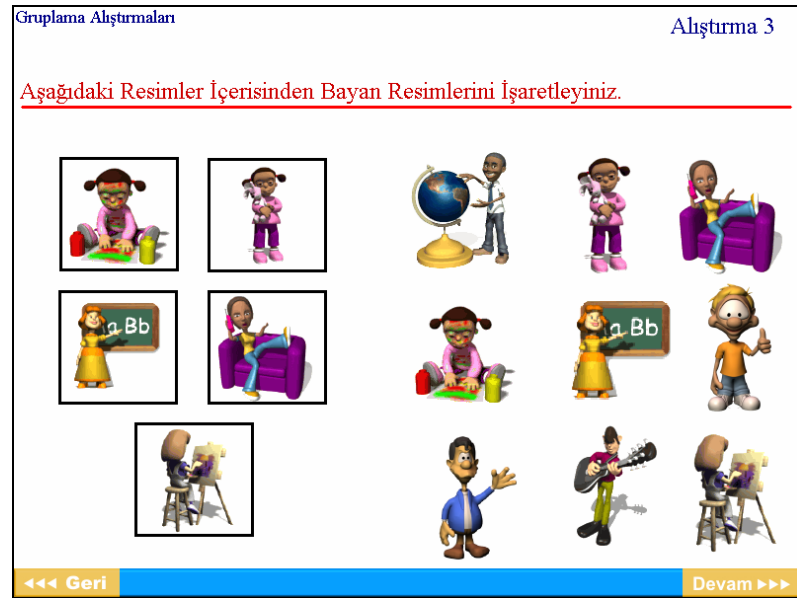 Gruplama Alıştırmaları
Alıştırma 3
Aşağıdaki Resimler İçerisinden Bayan Resimlerini İşaretleyiniz.
a Bb
a Bb
◄◄◄ Geri
Devam ►►►